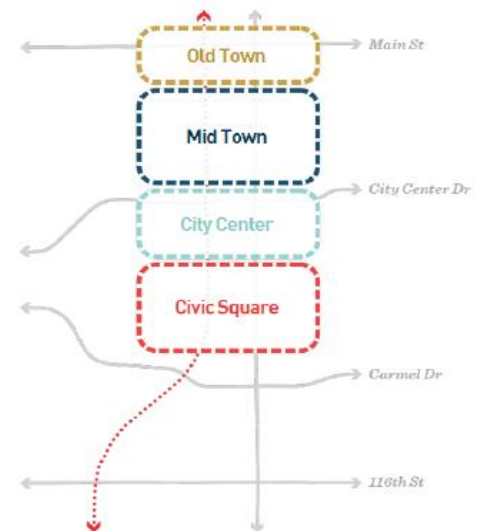 Main St
Old Town
Mid Town
City Center Dr
City Center
Civic Square
Carmel Dr
116th St